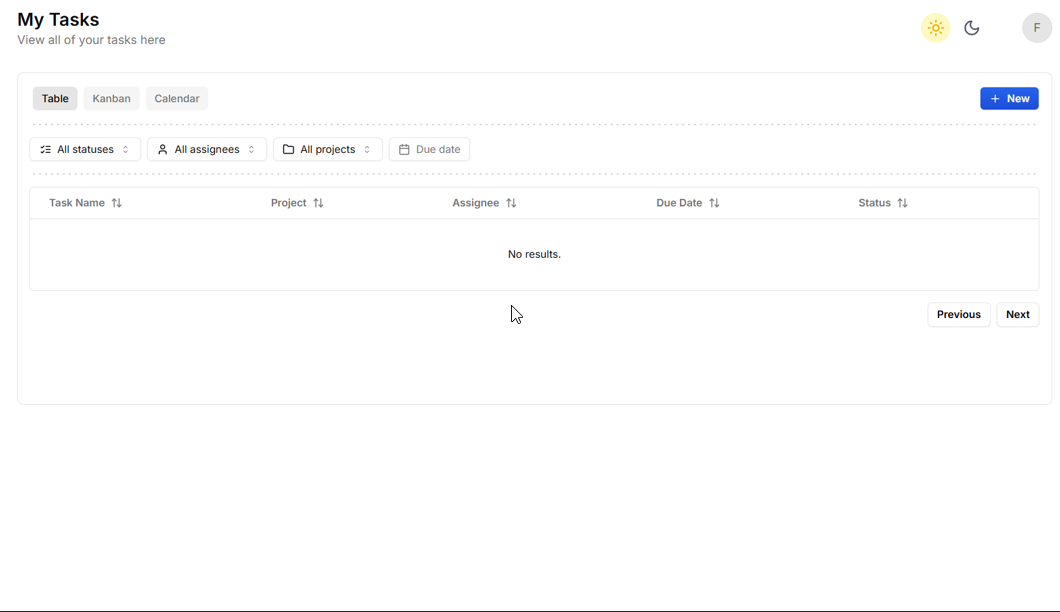 My Tasks
View all of your tasks here
F
Table Kanban Calendar
New
All statuses All assignees All projects Due date
Task Name Project Assignee Due Date Status
No results.
Previous Next